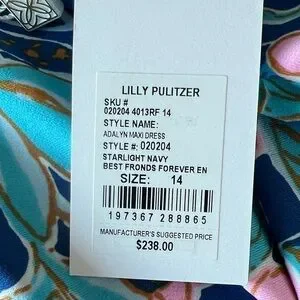 LILLY PULITZER
SKU #
020204 4013RF 14
STYLE NAME:
ADALYN MAXI DRESS
STYLE #: 020204
STARLIGHT NAVY
BEST FRONDS FOREVER EN
SIZE: 14
197367 288865
MANUFACTURER'S SUGGESTED PRICE
$238.00